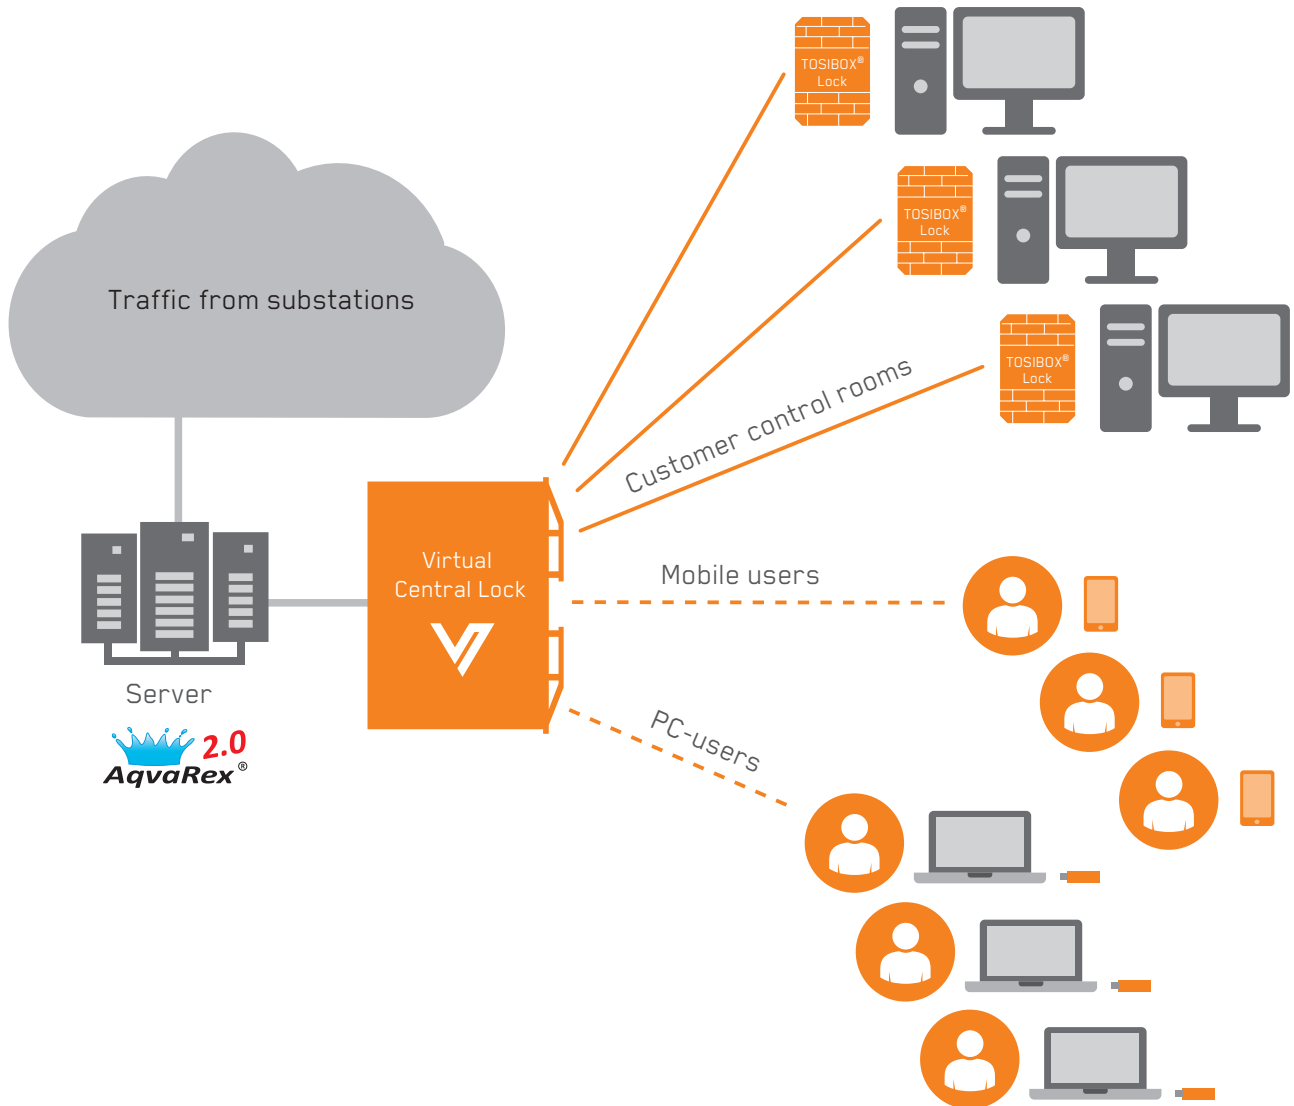 TOSIBOX®
Lock
TOSIBOX®
Lock
Traffic from substations
TOSIBOX®
Lock
Customer control rooms
Virtual
Central Lock
Mobile users
Server
PC-users
2.0
AqvaRex®